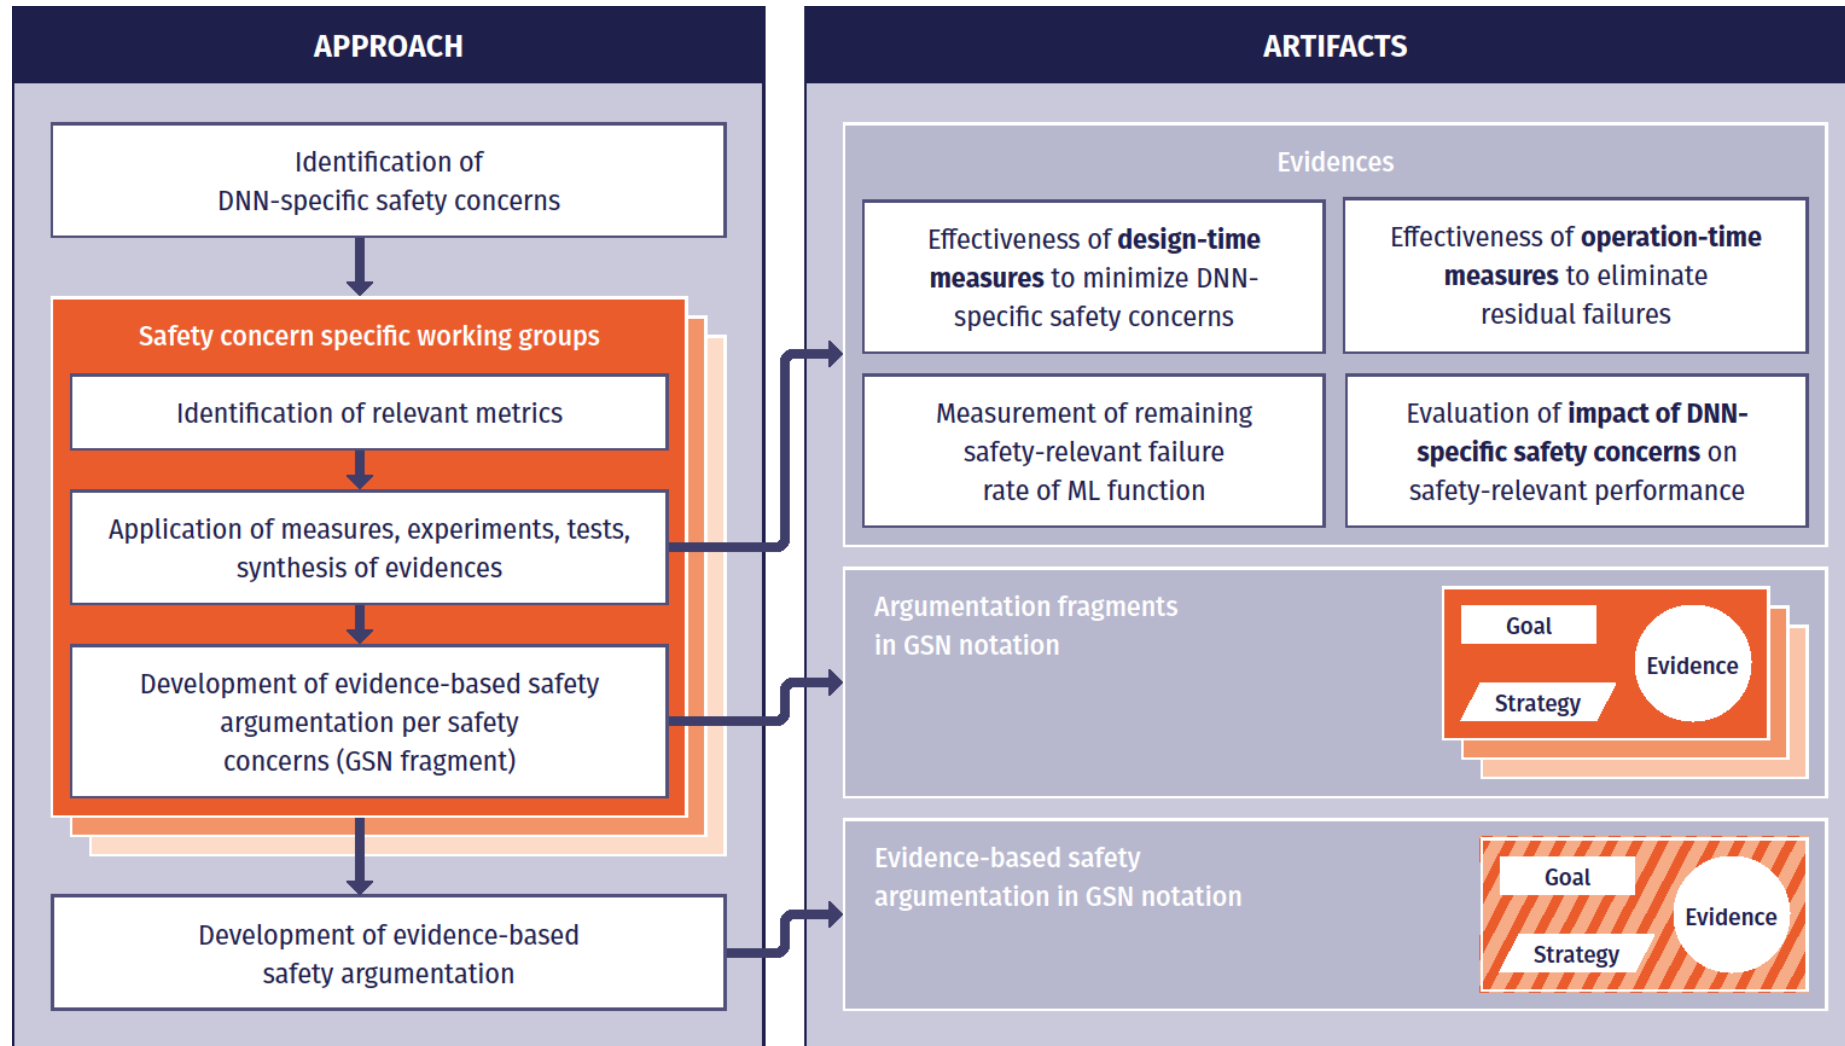 APPROACH
Identification of
DNN-specific safety concerns
Safety concern specific working groups
Identification of relevant metrics
Application of measures, experiments, tests,
synthesis of evidences
Development of evidence-based safety
argumentation per safety
concerns (GSN fragment)
Development of evidence-based
safety argumentation
ARTIFACTS
Evidences
Effectiveness of design-time
measures to minimize DNN-
specific safety concerns
Effectiveness of operation-time
measures to eliminate
residual failures
Measurement of remaining
safety-relevant failure
rate of ML function
Evaluation of impact of DNN-
specific safety concerns on
safety-relevant performance
Argumentation fragments
in GSN notation
Goal
Evidence
Strategy
Evidence-based safety
argumentation in GSN notation
Goal
Evidence
Strategy